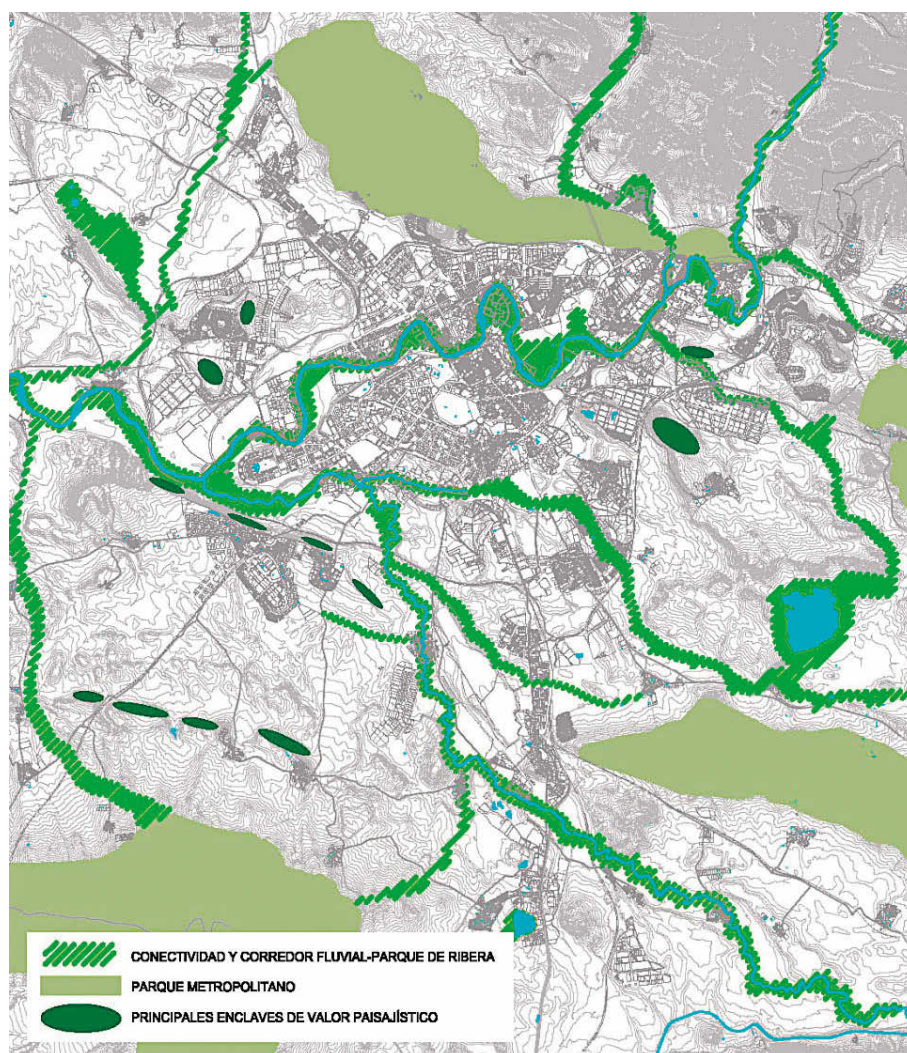 CONECTIVIDAD Y CORREDOR FLUVIAL-PARQUE DE RIBERA
PARQUE METROPOLITANO
PRINCIPALES ENCLAVES DE VALOR PAISAJÍSTICO